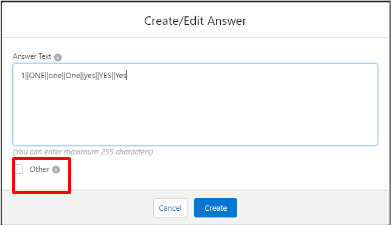 Create/Edit Answer
Answer Text
1||ONE||one||One||yes||YES||Yes
(You can enter maximum 255 characters)
Other
Cancel
Create